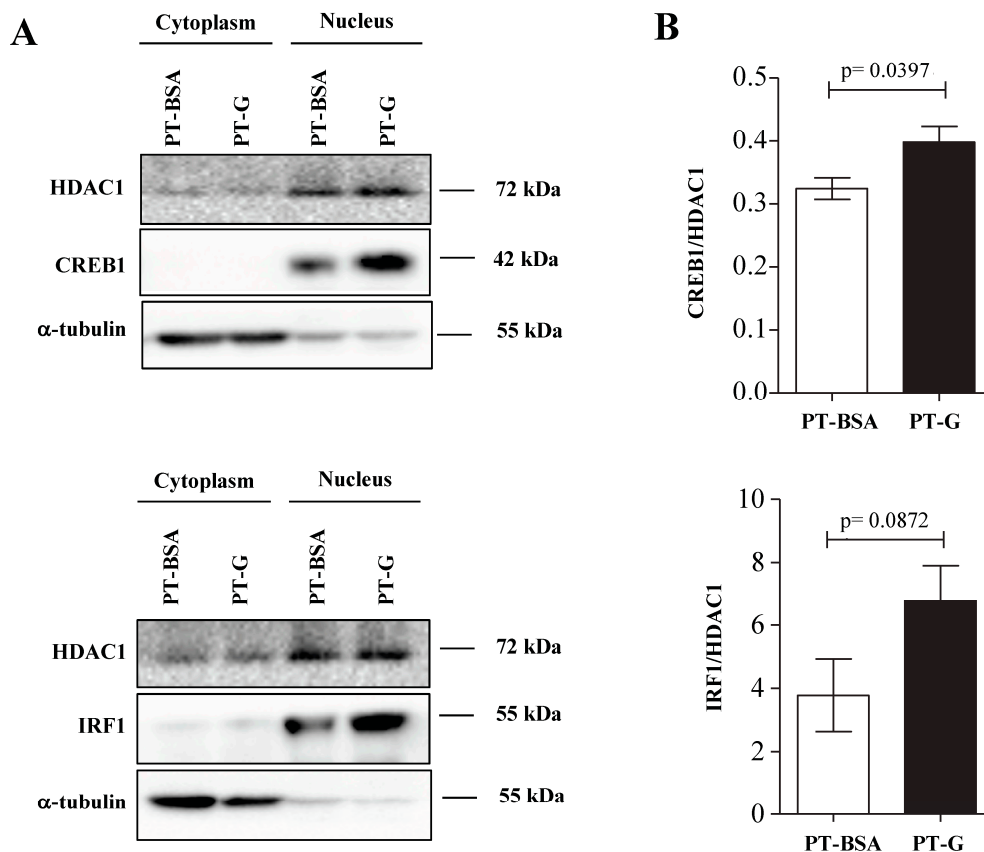 A
Cytoplasm Nucleus
PT-BSA PT-G PT-BSA PT-G
HDAC1 72 kDa
CREB1 42 kDa
α-tubulin 55 kDa
Cytoplasm Nucleus
PT-BSA PT-G PT-BSA PT-G
HDAC1 72 kDa
IRF1 55 kDa
α-tubulin 55 kDa
B
p= 0.0397
CREB1/HDAC1
0.5
0.4
0.3
0.2
0.1
0.0
PT-BSA PT-G
p= 0.0872
IRF1/HDAC1
10
8
6
4
2
0
PT-BSA PT-G